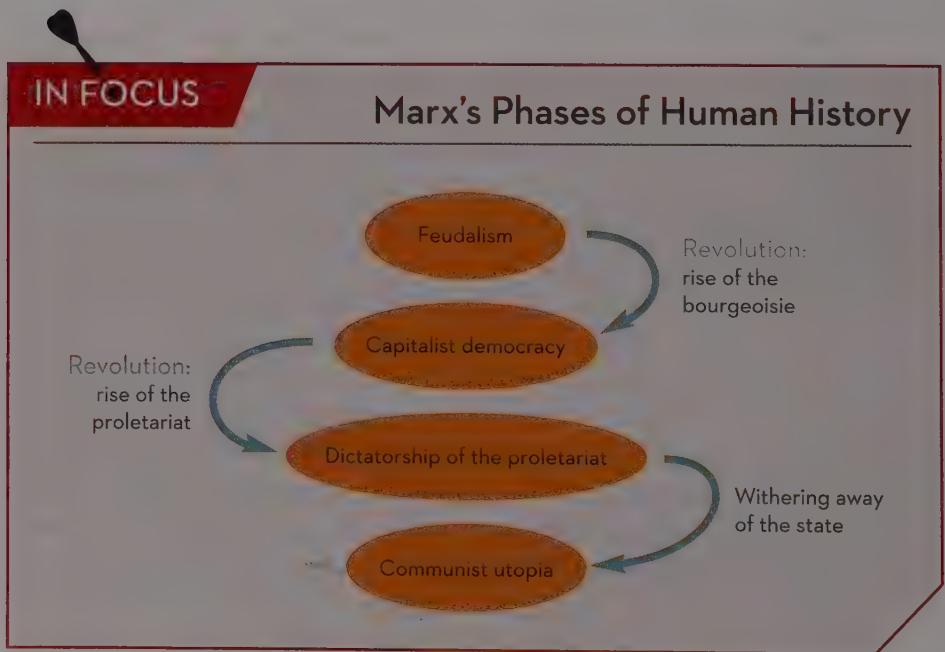 IN FOCUS
Marx's Phases of Human History
Feudalism
Revolution:
rise of the
bourgeoisie
Capitalist democracy
Revolution:
rise of the
proletariat
Dictatorship of the proletariat
Withering away
of the state
Communist utopia